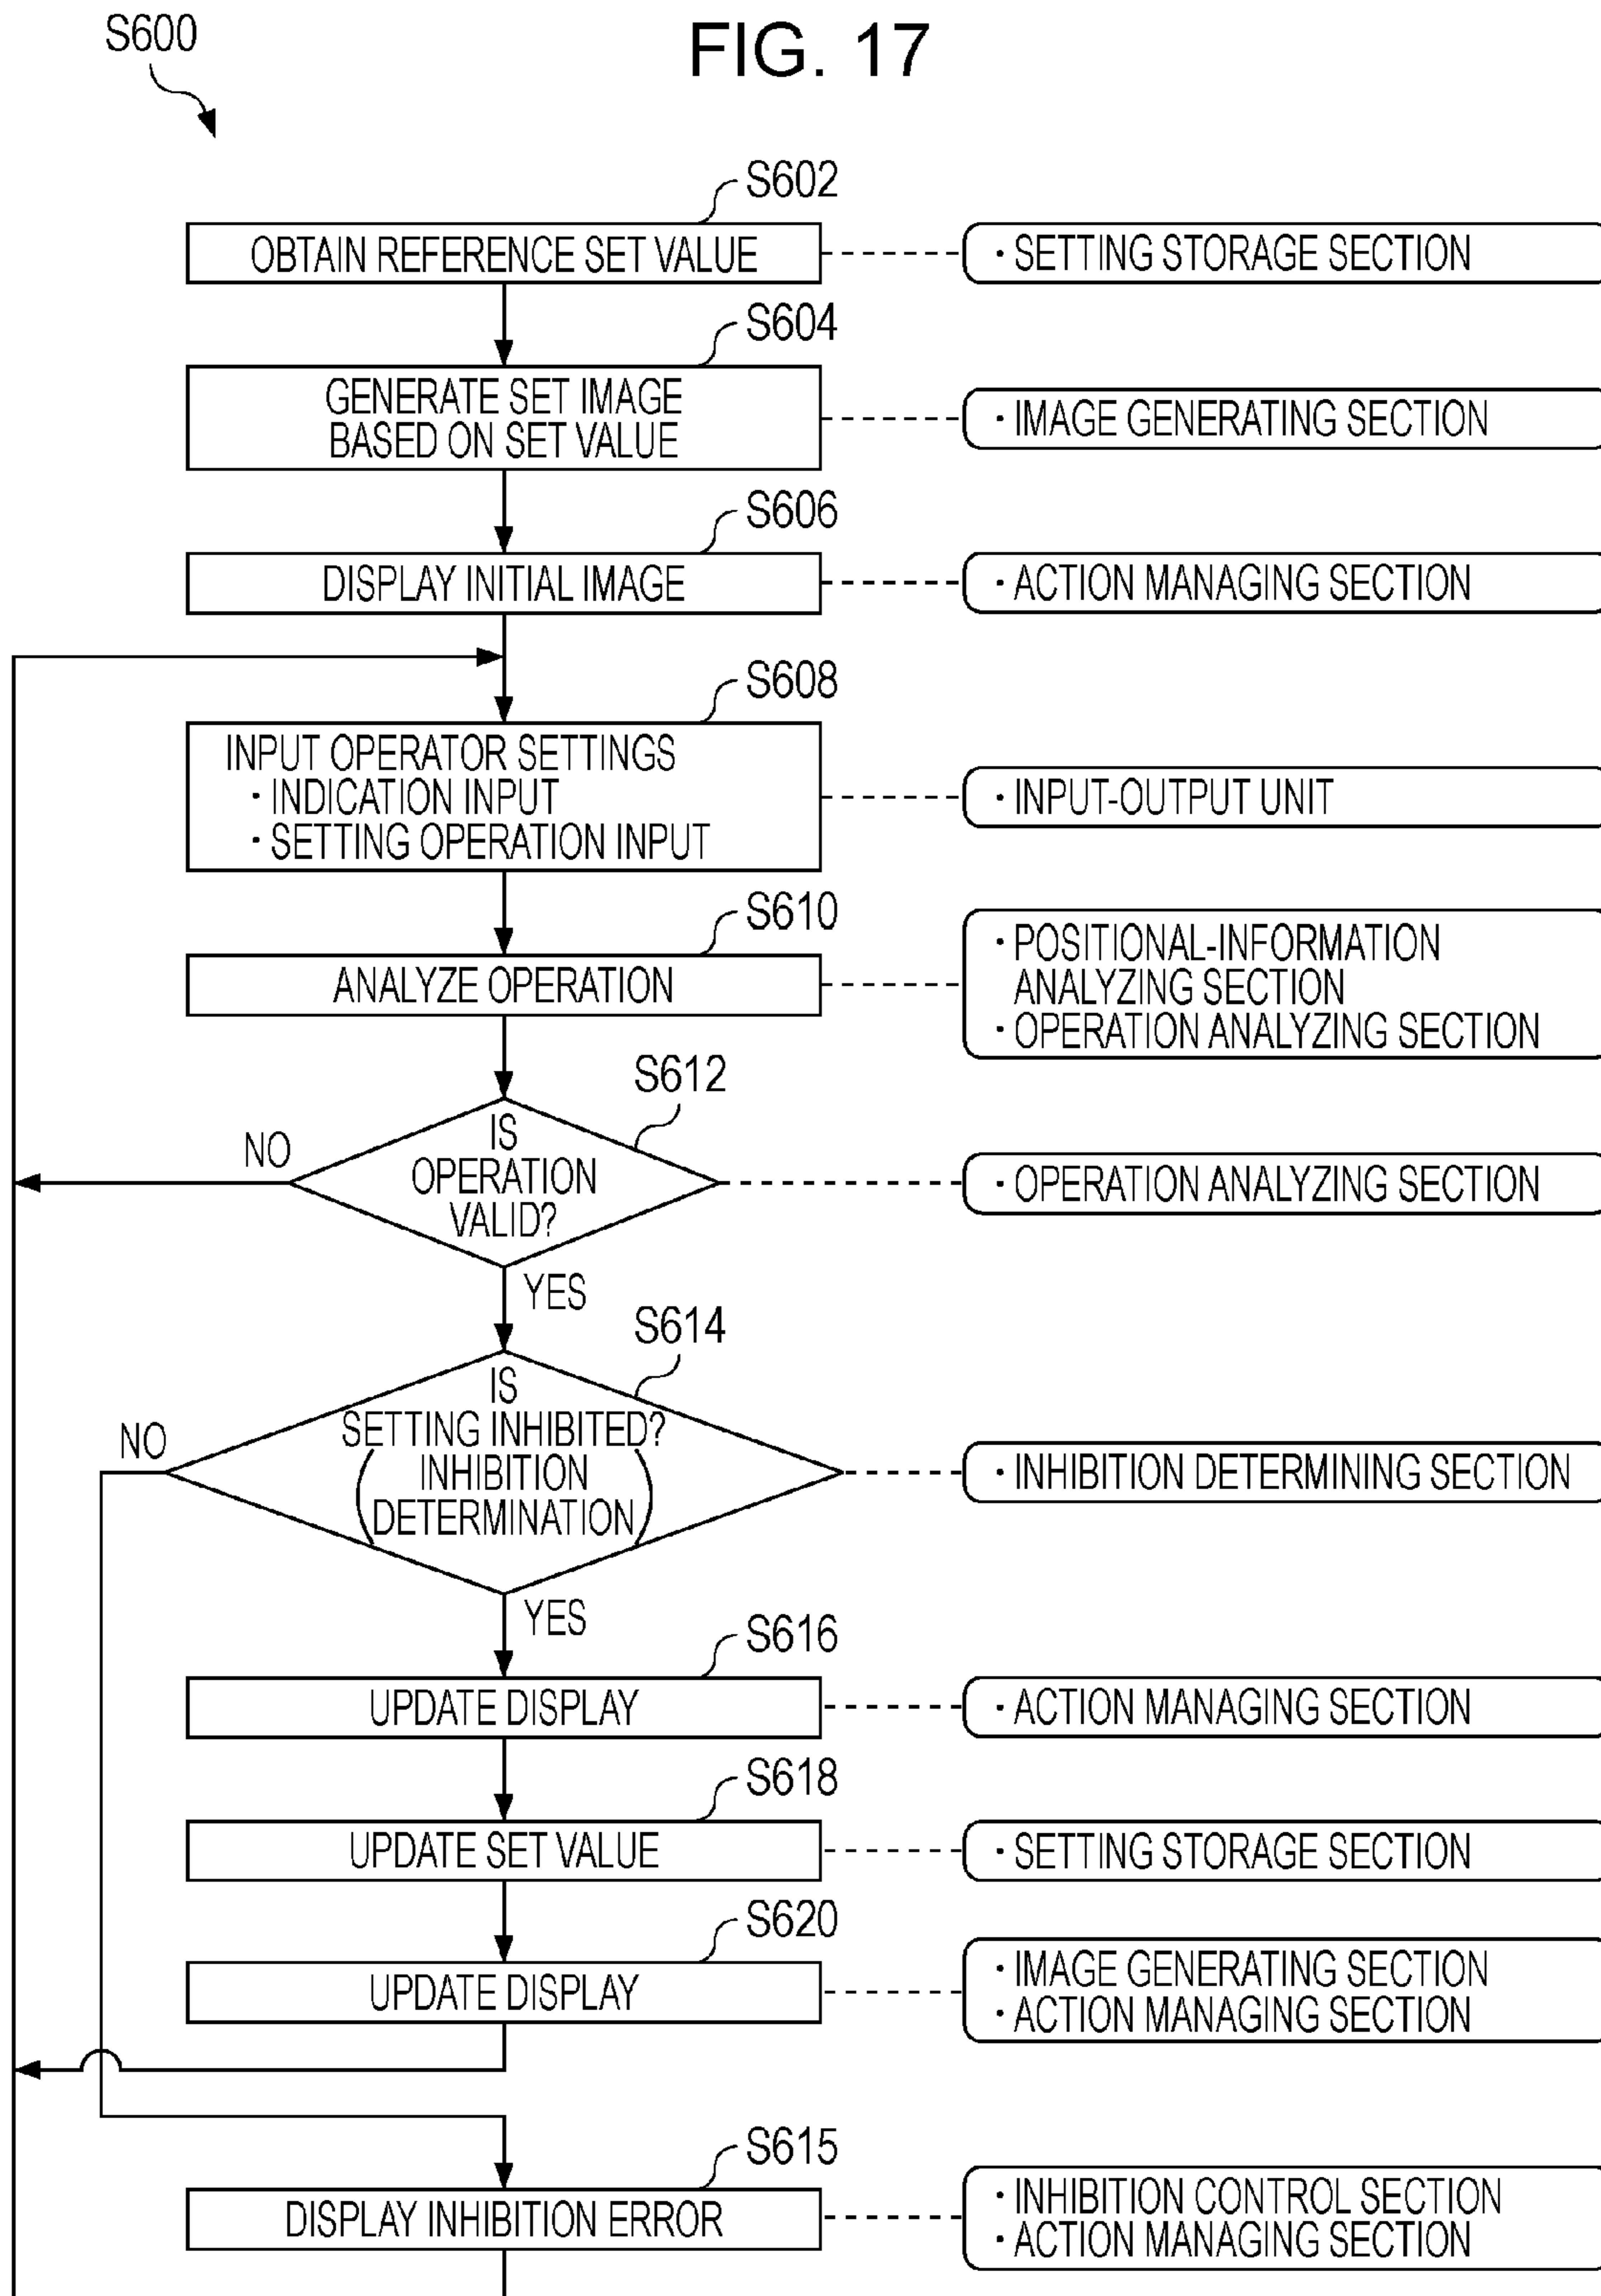 FIG. 17
S600
S602
OBTAIN REFERENCE SET VALUE
· SETTING STORAGE SECTION
S604
GENERATE SET IMAGE
BASED ON SET VALUE
· IMAGE GENERATING SECTION
S606
DISPLAY INITIAL IMAGE
· ACTION MANAGING SECTION
S608
INPUT OPERATOR SETTINGS
· INDICATION INPUT
· SETTING OPERATION INPUT
· INPUT-OUTPUT UNIT
S610
ANALYZE OPERATION
· POSITIONAL-INFORMATION
ANALYZING SECTION
· OPERATION ANALYZING SECTION
S612
NO
IS
OPERATION
VALID?
· OPERATION ANALYZING SECTION
YES
S614
NO
IS
SETTING INHIBITED?
(INHIBITION
DETERMINATION)
· INHIBITION DETERMINING SECTION
YES
S616
UPDATE DISPLAY
· ACTION MANAGING SECTION
S618
UPDATE SET VALUE
· SETTING STORAGE SECTION
S620
UPDATE DISPLAY
· IMAGE GENERATING SECTION
· ACTION MANAGING SECTION
S615
DISPLAY INHIBITION ERROR
· INHIBITION CONTROL SECTION
· ACTION MANAGING SECTION